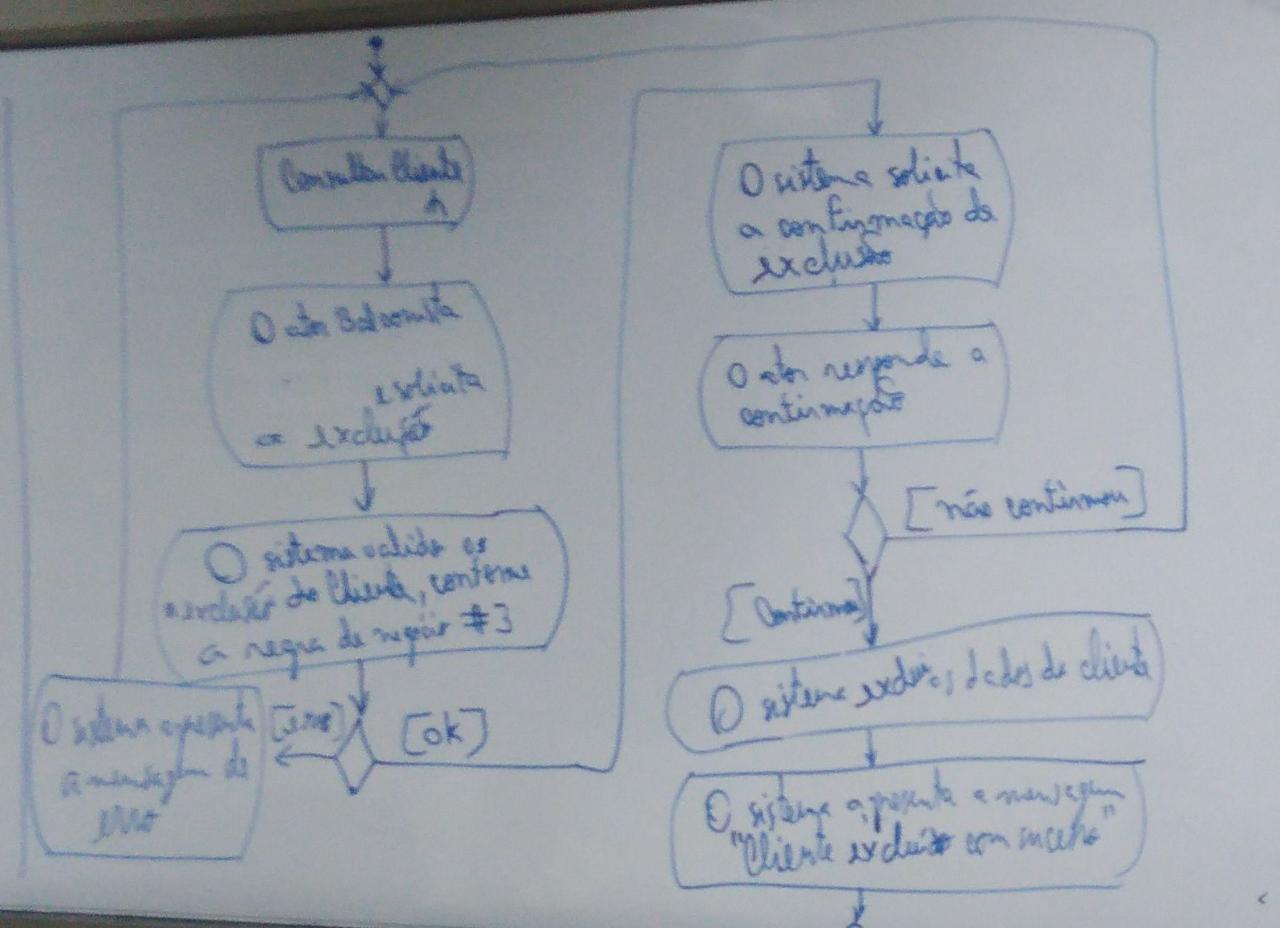 Consultar Cliente
O ator Balconista
e solicita
a exclusão
O sistema valida
exclusão do Cliente, conforme
a regra de negócio #3
[erro]
[ok]
O sistema apresenta
a mensagem de
erro
O sistema solicita
a confirmação da
exclusão
O ator responde a
confirmação
[não confirmou]
[Confirma]
O sistema exclui os dados do cliente
O sistema apresenta a mensagem
"Cliente excluído com sucesso"